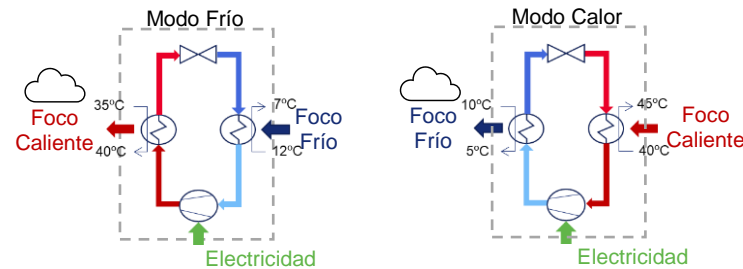 Modo Frío
35ºC
7ºC
Foco
Caliente
Foco
Frío
40ºC
12ºC
Electricidad
Modo Calor
10ºC
45ºC
Foco
Frío
Foco
Caliente
5ºC
40ºC
Electricidad